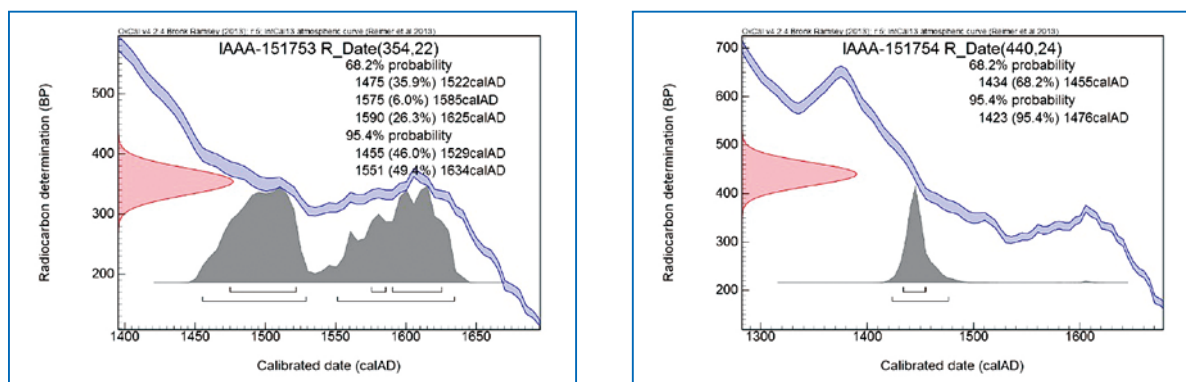 OxCal v4.2.4 Bronk Ramsey (2013); r:5; IntCal13 atmospheric curve (Reimer et al 2013)
IAAA-151753 R_Date(354,22)
68.2% probability
1475 (35.9%) 1522calAD
1575 (6.0%) 1585calAD
1590 (26.3%) 1625calAD
95.4% probability
1455 (46.0%) 1529calAD
1551 (49.4%) 1634calAD
Radiocarbon determination (BP)
500
400
300
200
1400 1500 1600
Calibrated date (calAD)
OxCal v4.2.4 Bronk Ramsey (2013); r:5; IntCal13 atmospheric curve (Reimer et al 2013)
IAAA-151754 R_Date(440,24)
68.2% probability
1434 (68.2%) 1455calAD
95.4% probability
1423 (95.4%) 1476calAD
Radiocarbon determination (BP)
700
600
500
400
300
200
1300 1400 1500 1600
Calibrated date (calAD)